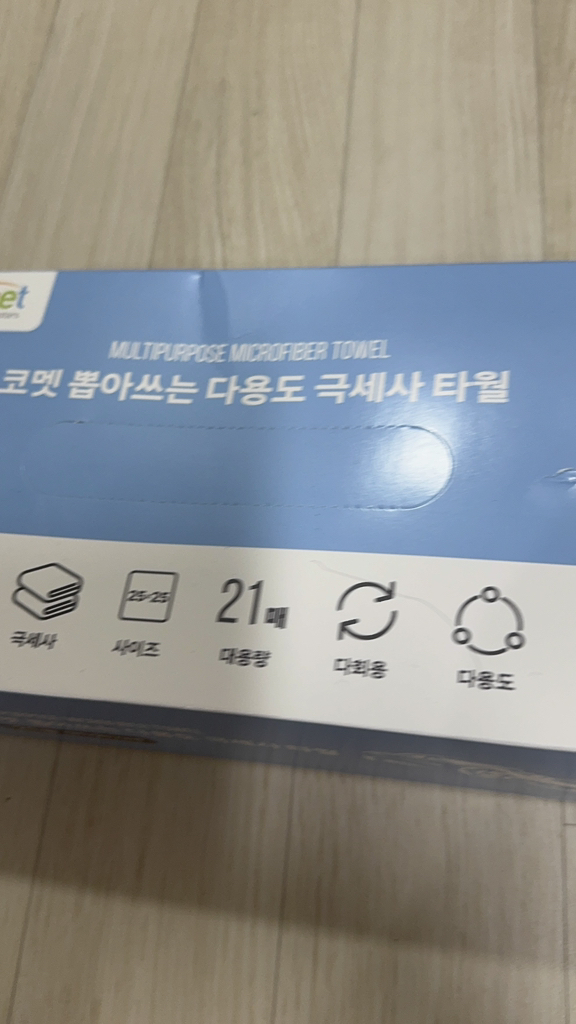 et
MULTIPURPOSE MICROFIBER TOWEL
코멧 뽑아쓰는 다용도 극세사 타월
25·25
21매
극세사
사이즈
대용량
다회용
다용도